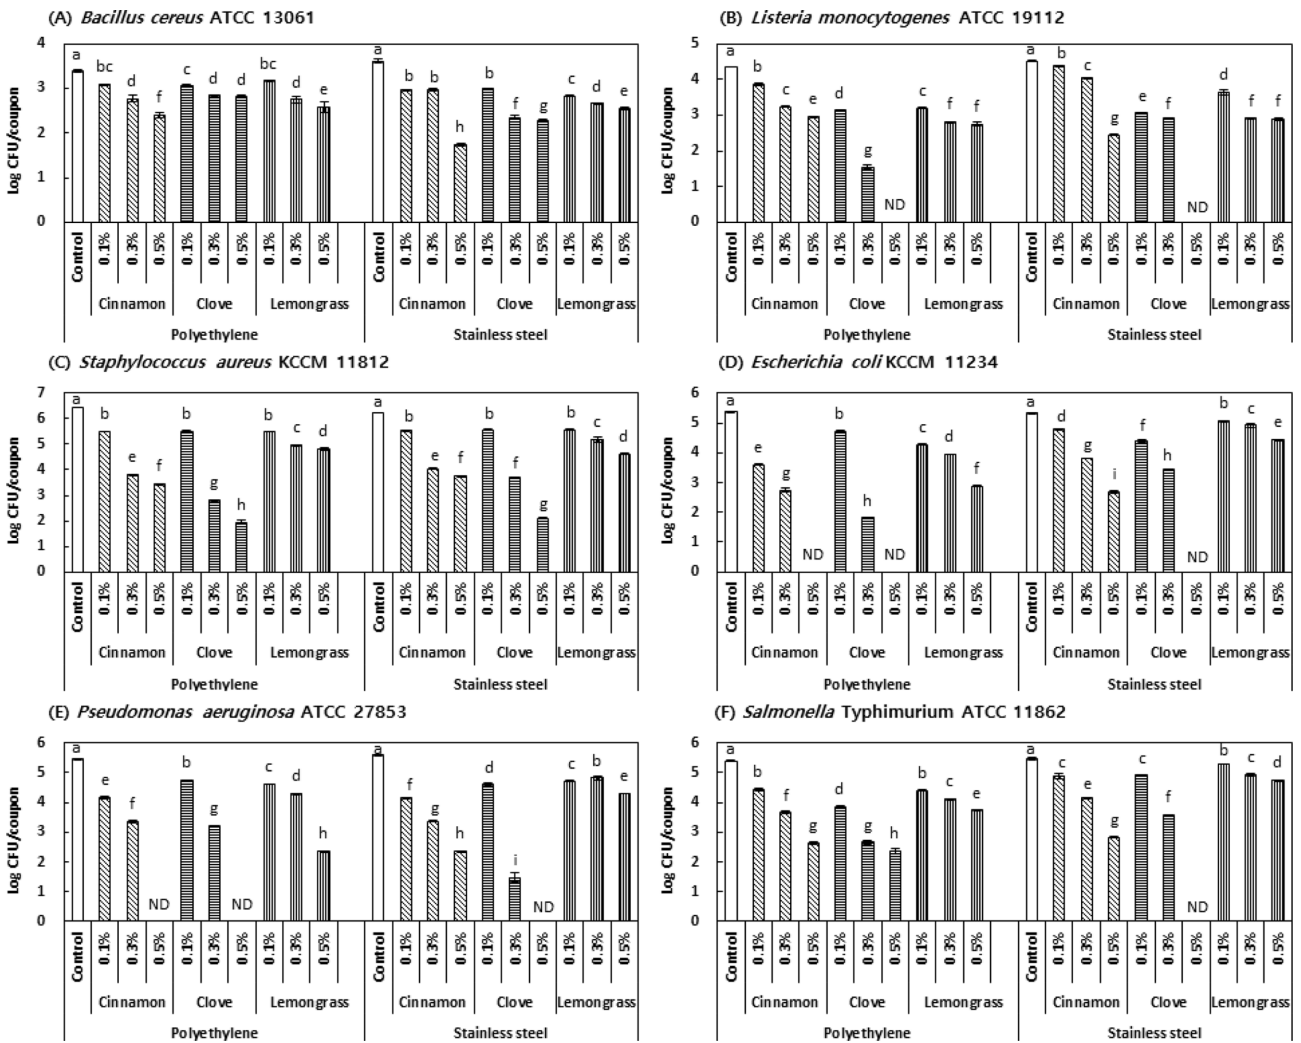 (A) Bacillus cereus ATCC 13061
Log CFU/coupon
4
3
2
1
0
a bc d f c d d bc d e a b b h b f g c d e
Control 0.1% 0.3% 0.5% 0.1% 0.3% 0.5% 0.1% 0.3% 0.5% Control 0.1% 0.3% 0.5% 0.1% 0.3% 0.5% 0.1% 0.3% 0.5%
Cinnamon Clove Lemongrass Cinnamon Clove Lemongrass
Polyethylene Stainless steel
(B) Listeria monocytogenes ATCC 19112
Log CFU/coupon
5
4
3
2
1
0
a b c e d g ND c f f a b c g e f ND d f f
Control 0.1% 0.3% 0.5% 0.1% 0.3% 0.5% 0.1% 0.3% 0.5% Control 0.1% 0.3% 0.5% 0.1% 0.3% 0.5% 0.1% 0.3% 0.5%
Cinnamon Clove Lemongrass Cinnamon Clove Lemongrass
Polyethylene Stainless steel
(C) Staphylococcus aureus KCCM 11812
Log CFU/coupon
7
6
5
4
3
2
1
0
a b e f b g h b c d a b e f b f g b c d
Control 0.1% 0.3% 0.5% 0.1% 0.3% 0.5% 0.1% 0.3% 0.5% Control 0.1% 0.3% 0.5% 0.1% 0.3% 0.5% 0.1% 0.3% 0.5%
Cinnamon Clove Lemongrass Cinnamon Clove Lemongrass
Polyethylene Stainless steel
(D) Escherichia coli KCCM 11234
Log CFU/coupon
6
5
4
3
2
1
0
a e g ND b h ND c d f a d g i f h ND b c e
Control 0.1% 0.3% 0.5% 0.1% 0.3% 0.5% 0.1% 0.3% 0.5% Control 0.1% 0.3% 0.5% 0.1% 0.3% 0.5% 0.1% 0.3% 0.5%
Cinnamon Clove Lemongrass Cinnamon Clove Lemongrass
Polyethylene Stainless steel
(E) Pseudomonas aeruginosa ATCC 27853
Log CFU/coupon
6
5
4
3
2
1
0
a e f ND b g ND c d h a f g h d i ND c b e
Control 0.1% 0.3% 0.5% 0.1% 0.3% 0.5% 0.1% 0.3% 0.5% Control 0.1% 0.3% 0.5% 0.1% 0.3% 0.5% 0.1% 0.3% 0.5%
Cinnamon Clove Lemongrass Cinnamon Clove Lemongrass
Polyethylene Stainless steel
(F) Salmonella Typhimurium ATCC 11862
Log CFU/coupon
6
5
4
3
2
1
0
a b f g d g h b c e a c e g c f ND b c d
Control 0.1% 0.3% 0.5% 0.1% 0.3% 0.5% 0.1% 0.3% 0.5% Control 0.1% 0.3% 0.5% 0.1% 0.3% 0.5% 0.1% 0.3% 0.5%
Cinnamon Clove Lemongrass Cinnamon Clove Lemongrass
Polyethylene Stainless steel